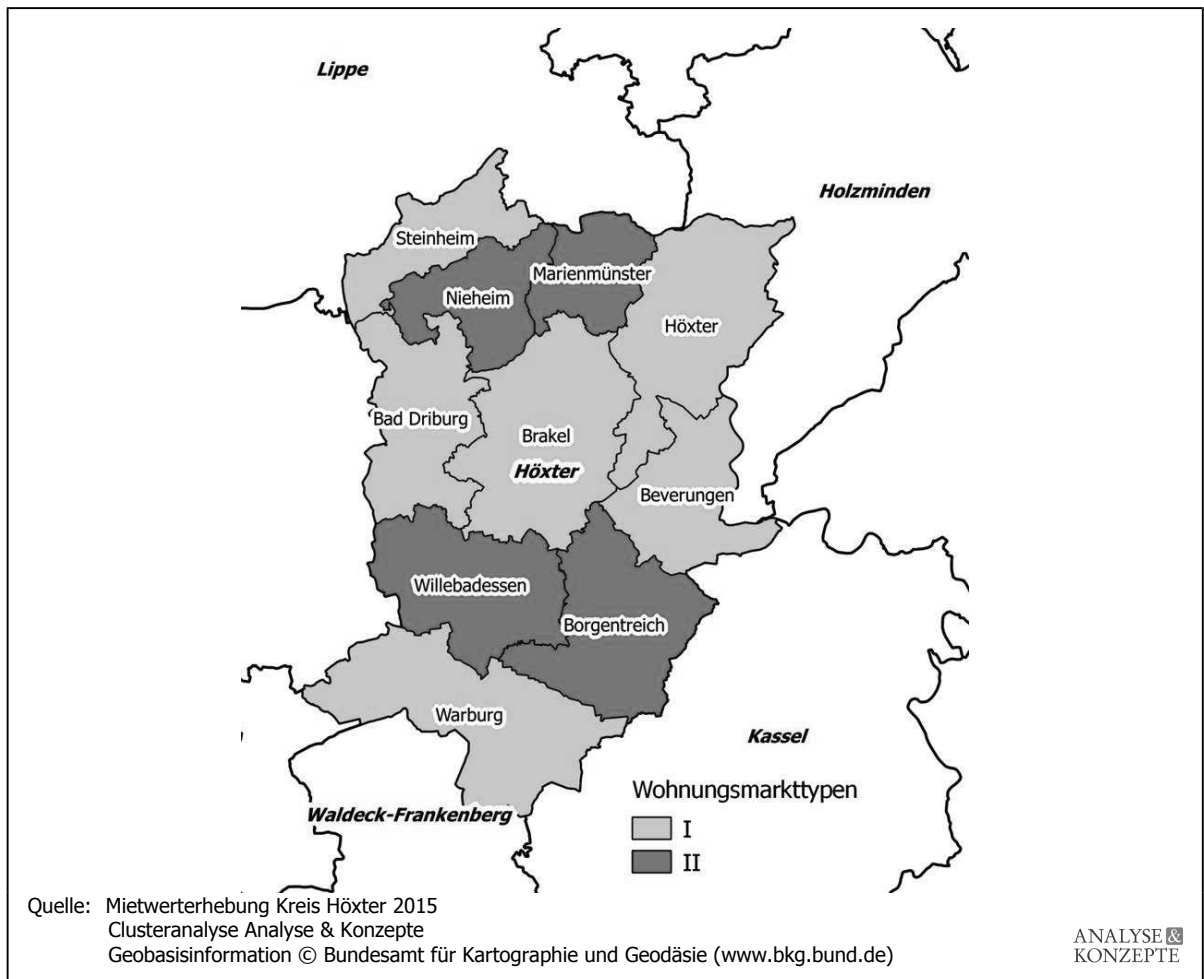 Lippe
Holzminden
Steinheim
Marienmünster
Nieheim
Höxter
Bad Driburg
Brakel
Höxter
Beverungen
Willebadessen
Borgentreich
Warburg
Kassel
Wohnungsmarkttypen
Waldeck-Frankenberg
I
II
Quelle: Mietwerterhebung Kreis Höxter 2015
Clusteranalyse Analyse & Konzepte
Geobasisinformation © Bundesamt für Kartographie und Geodäsie (www.bkg.bund.de)
ANALYSE &
KONZEPTE